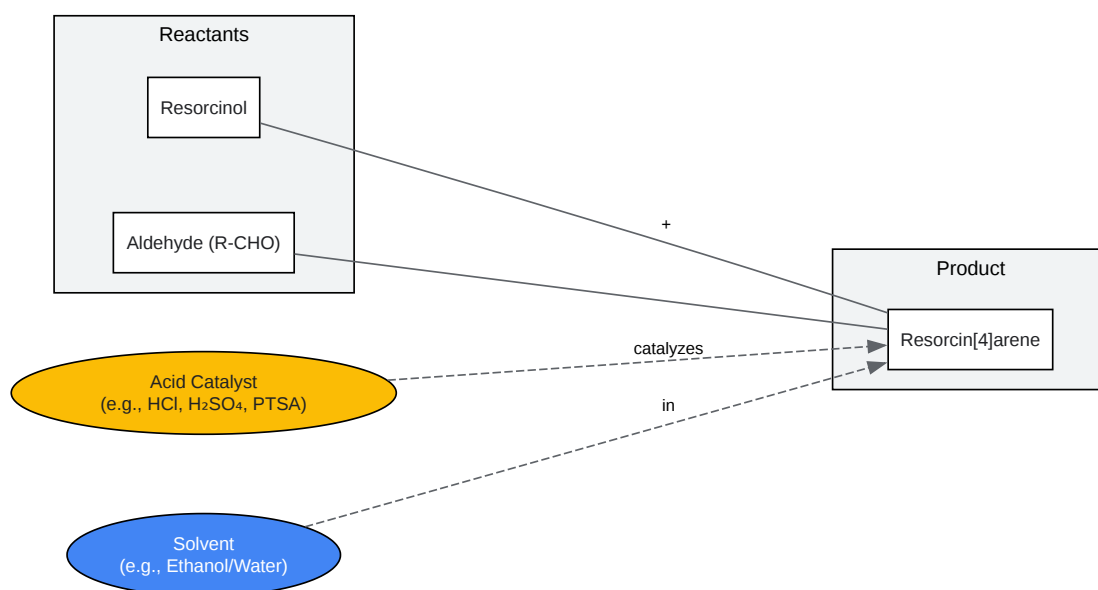 Reactants
Resorcinol
Aldehyde (R-CHO)
+
Product
Resorcin[4]arene
catalyzes
Acid Catalyst
(e.g., HCl, H₂SO₄, PTSA)
in
Solvent
(e.g., Ethanol/Water)